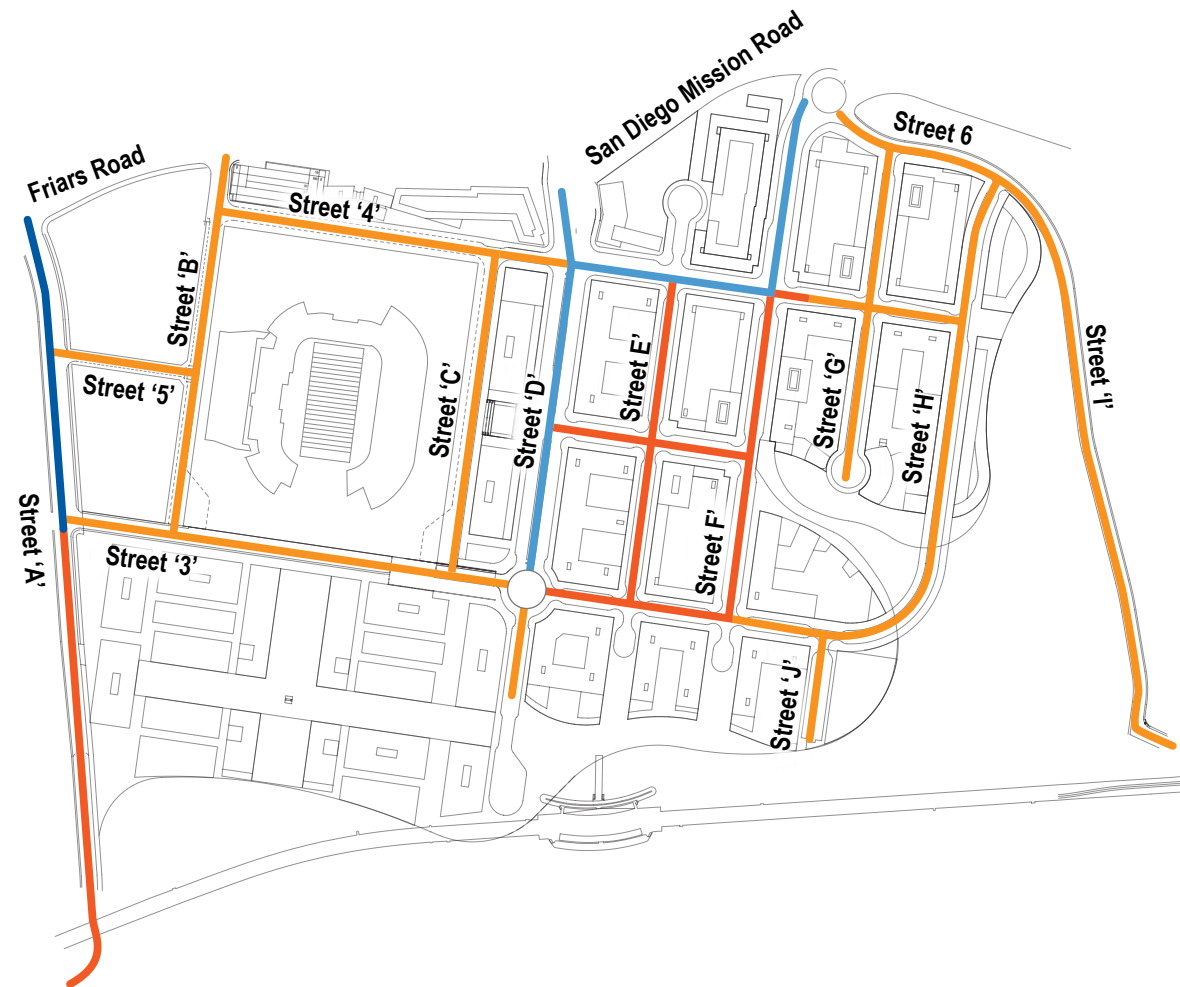 San Diego Mission Road
Street 6
Friars Road
Street ‘4’
Street ‘B’
Street ‘5’
Street ‘C’
Street ‘D’
Street E’
Street ‘G’
Street ‘H’
Street ‘I’
Street ‘A’
Street ‘3’
Street F’
Street ‘J’